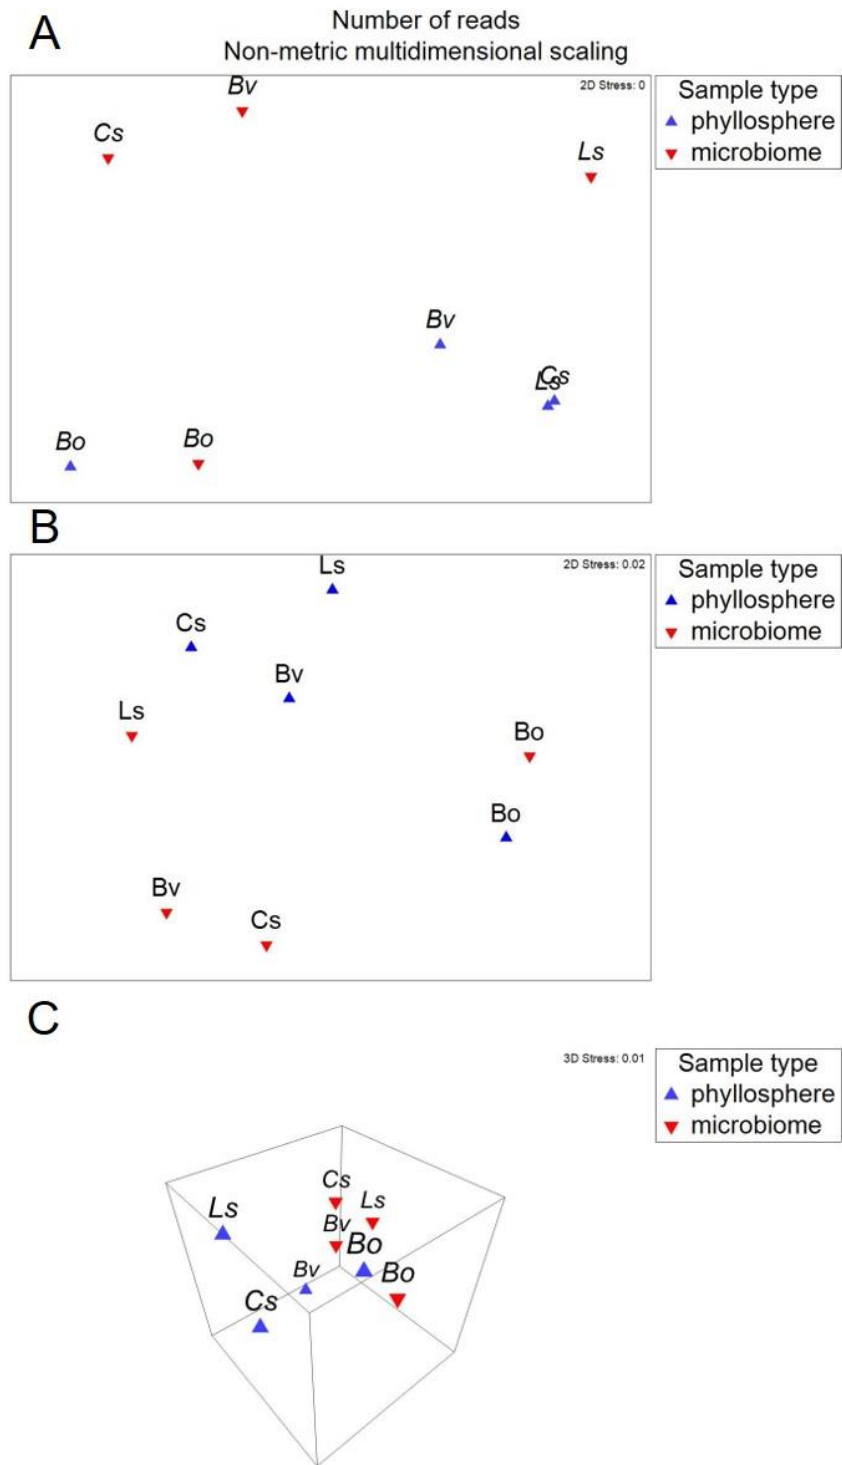 A
Number of reads
Non-metric multidimensional scaling
2D Stress: 0
Sample type
phyllosphere
microbiome
Bv
Cs
Ls
Bv
Cs
Ls
Bo
Bo
B
2D Stress: 0.02
Sample type
phyllosphere
microbiome
Ls
Cs
Bv
Ls
Bo
Bo
Bv
Cs
C
3D Stress: 0.01
Sample type
phyllosphere
microbiome
Cs
Ls
Ls
Bv
Bo
Bv
Bo
Cs